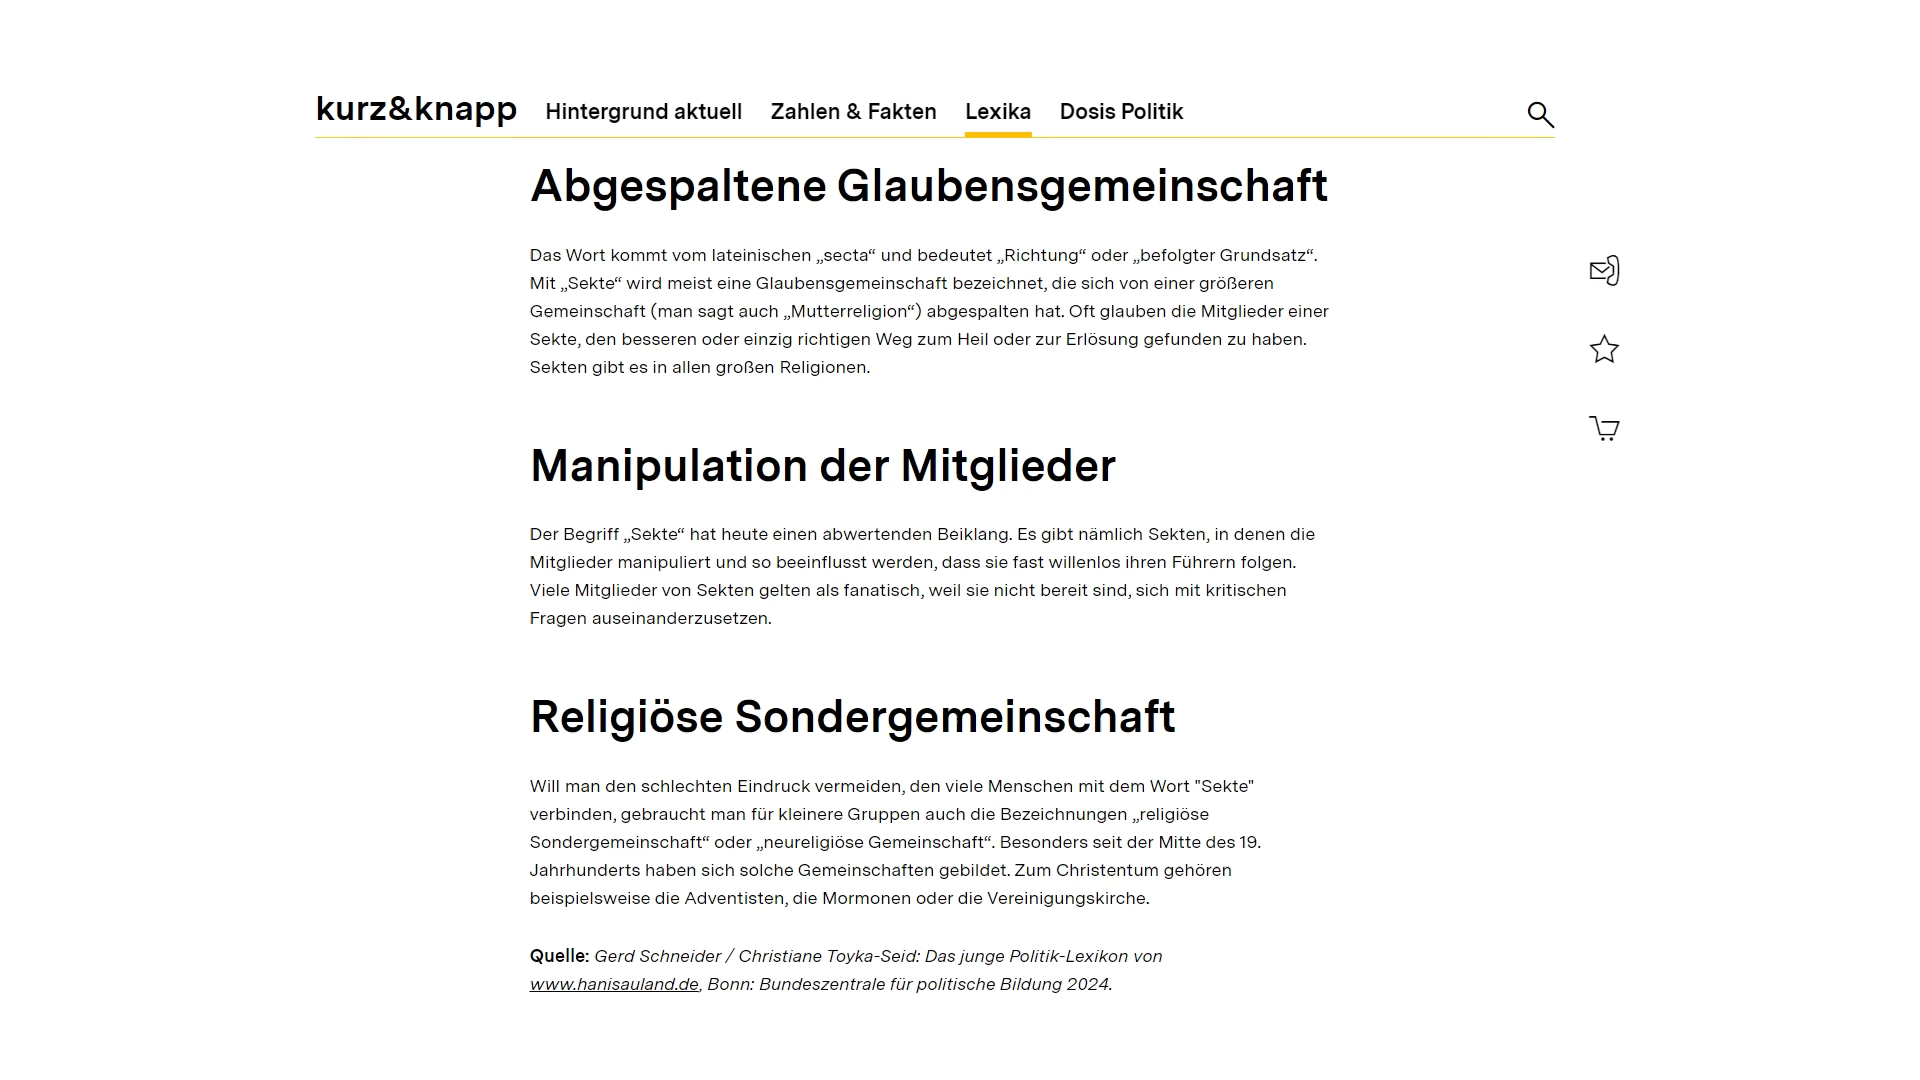 kurz&knapp Hintergrund aktuell Zahlen & Fakten Lexika Dosis Politik
Abgespaltene Glaubensgemeinschaft
Das Wort kommt vom lateinischen „secta“ und bedeutet „Richtung“ oder „befolgter Grundsatz“.
Mit „Sekte“ wird meist eine Glaubensgemeinschaft bezeichnet, die sich von einer größeren
Gemeinschaft (man sagt auch „Mutterreligion“) abgespalten hat. Oft glauben die Mitglieder einer
Sekte, den besseren oder einzig richtigen Weg zum Heil oder zur Erlösung gefunden zu haben.
Sekten gibt es in allen großen Religionen.
Manipulation der Mitglieder
Der Begriff „Sekte“ hat heute einen abwertenden Beiklang. Es gibt nämlich Sekten, in denen die
Mitglieder manipuliert und so beeinflusst werden, dass sie fast willenlos ihren Führern folgen.
Viele Mitglieder von Sekten gelten als fanatisch, weil sie nicht bereit sind, sich mit kritischen
Fragen auseinanderzusetzen.
Religiöse Sondergemeinschaft
Will man den schlechten Eindruck vermeiden, den viele Menschen mit dem Wort "Sekte"
verbinden, gebraucht man für kleinere Gruppen auch die Bezeichnungen „religiöse
Sondergemeinschaft“ oder „neureligiöse Gemeinschaft“. Besonders seit der Mitte des 19.
Jahrhunderts haben sich solche Gemeinschaften gebildet. Zum Christentum gehören
beispielsweise die Adventisten, die Mormonen oder die Vereinigungskirche.
Quelle: Gerd Schneider / Christiane Toyka-Seid: Das junge Politik-Lexikon von
www.hanisauland.de, Bonn: Bundeszentrale für politische Bildung 2024.